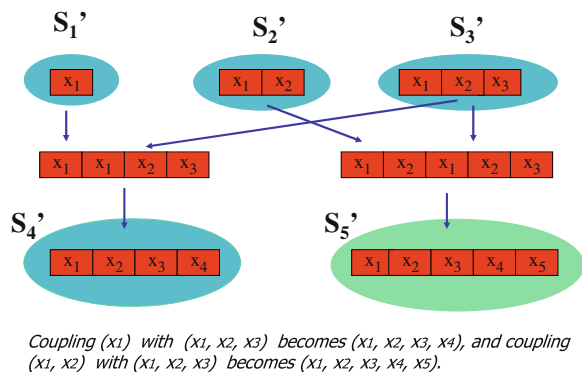 S₁’ S₂’ S₃’
x₁ x₁ x₂ x₁ x₂ x₃
x₁ x₁ x₂ x₃ x₁ x₂ x₁ x₂ x₃
S₄’ S₅’
x₁ x₂ x₃ x₄ x₁ x₂ x₃ x₄ x₅
Coupling (x₁) with (x₁, x₂, x₃) becomes (x₁, x₂, x₃, x₄), and coupling
(x₁, x₂) with (x₁, x₂, x₃) becomes (x₁, x₂, x₃, x₄, x₅).